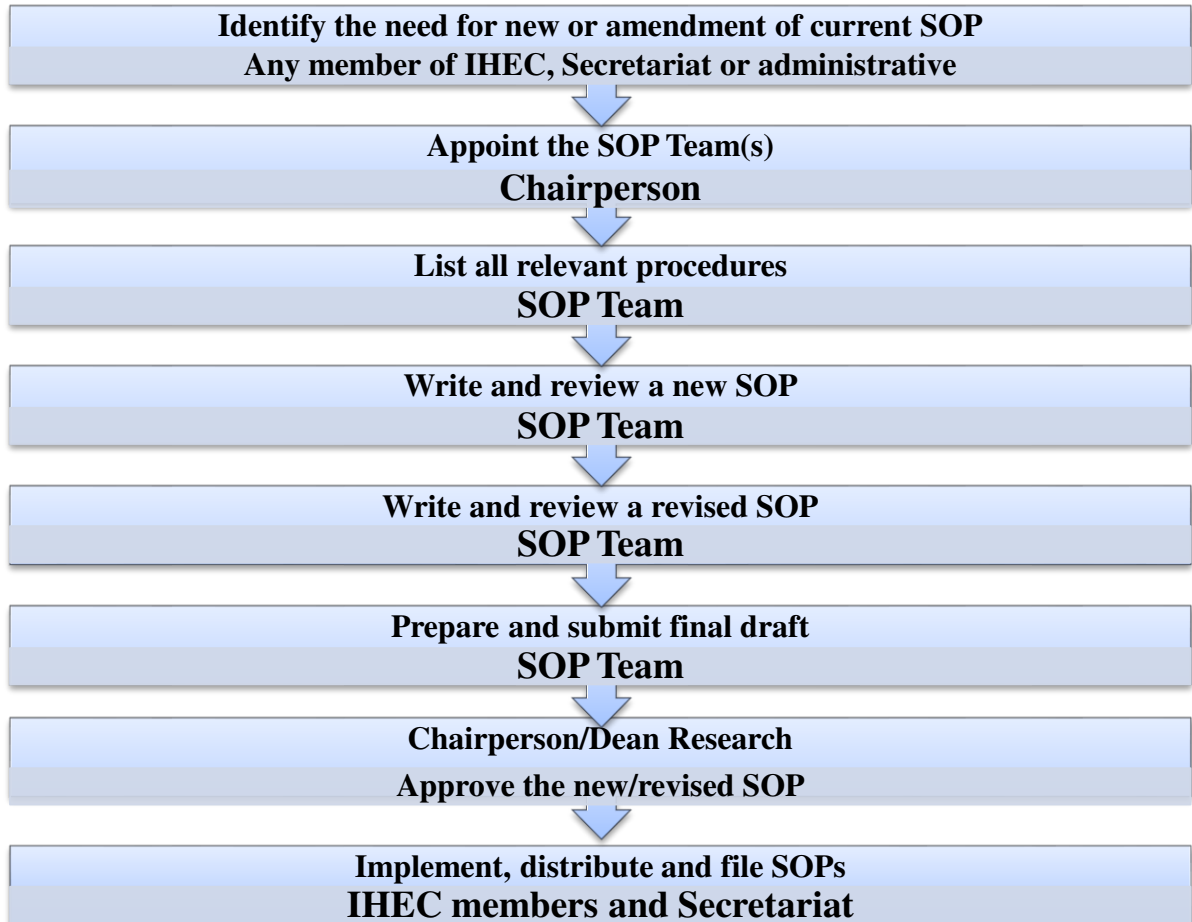 Identify the need for new or amendment of current SOP
Any member of IHEC, Secretariat or administrative
Appoint the SOP Team(s)
Chairperson
List all relevant procedures
SOP Team
Write and review a new SOP
SOP Team
Write and review a revised SOP
SOP Team
Prepare and submit final draft
SOP Team
Chairperson/Dean Research
Approve the new/revised SOP
Implement, distribute and file SOPs
IHEC members and Secretariat